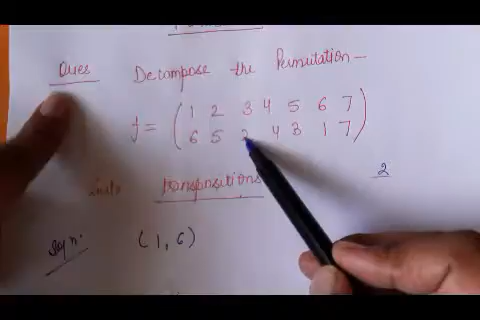 Ques Decompose the Permutation –
1 2 3 4 5 6 7
f = ( )
6 5 2 4 3 1 7
into transpositions 2
Solⁿ. (1, 6)